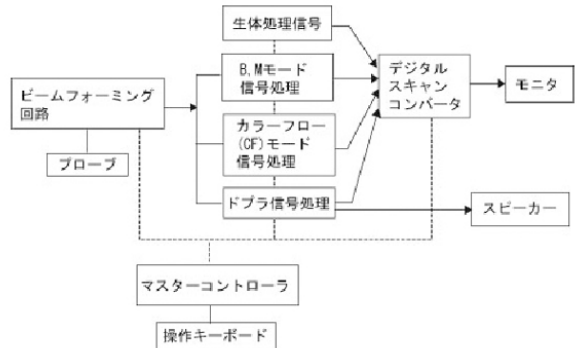 生体処理信号
B,Mモード
信号処理
デジタル
スキャン
コンバータ
モニタ
ビームフォーミング
回路
カラーフロー
(CF)モード
信号処理
プローブ
ドプラ信号処理
スピーカー
マスターコントローラ
操作キーボード